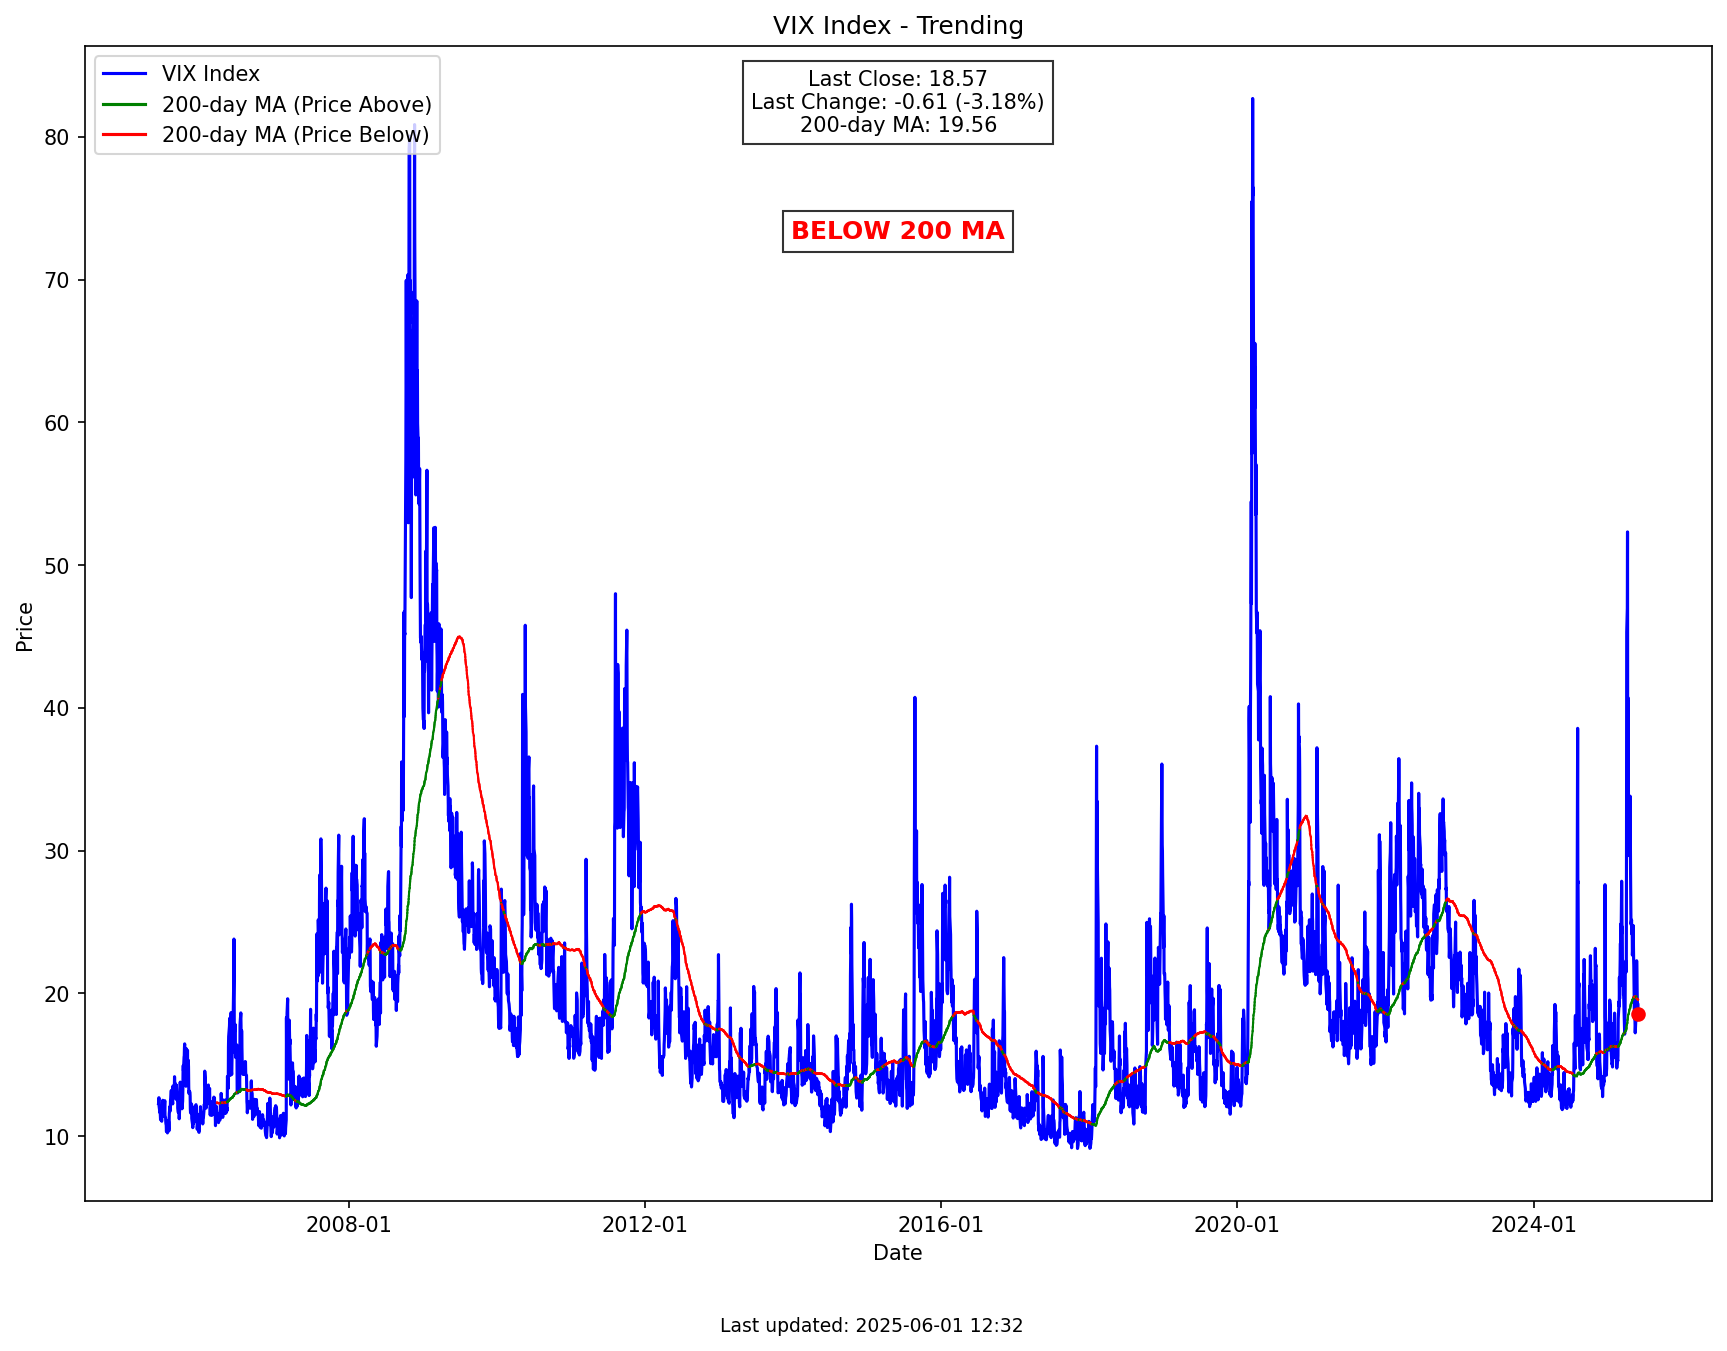 VIX Index - Trending
VIX Index
200-day MA (Price Above)
200-day MA (Price Below)
Last Close: 18.57
Last Change: -0.61 (-3.18%)
200-day MA: 19.56
BELOW 200 MA
Price
80
70
60
50
40
30
20
10
2008-01
2012-01
2016-01
2020-01
2024-01
Date
Last updated: 2025-06-01 12:32